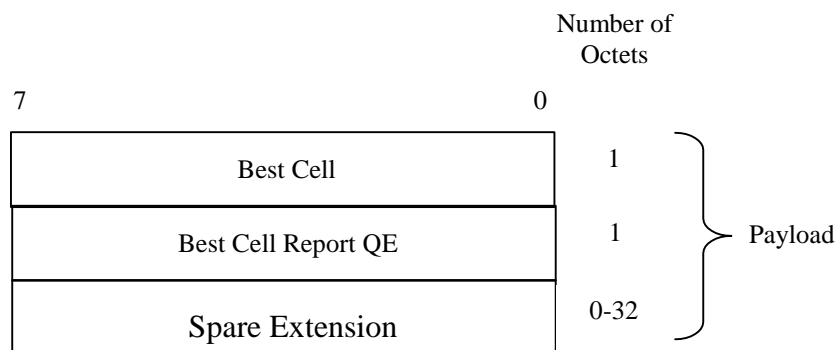 Number of
Octets
7 0
Best Cell 1
Best Cell Report QE 1
Payload
Spare Extension 0-32